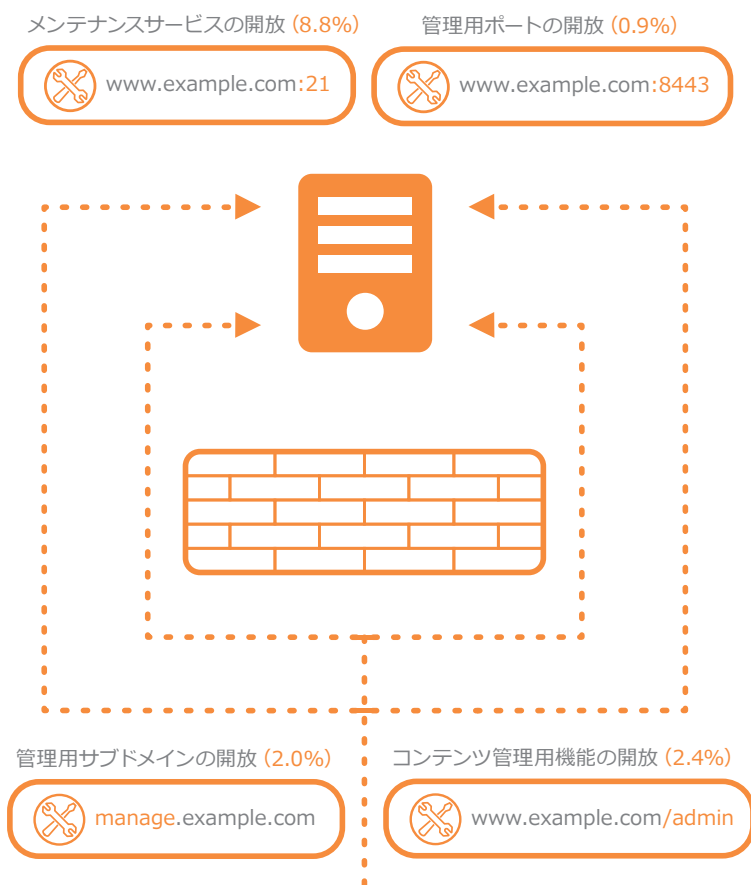 メンテナンスサービスの開放 (8.8%)
www.example.com:21
管理用ポートの開放 (0.9%)
www.example.com:8443
管理用サブドメインの開放 (2.0%)
manage.example.com
コンテンツ管理用機能の開放 (2.4%)
www.example.com/admin